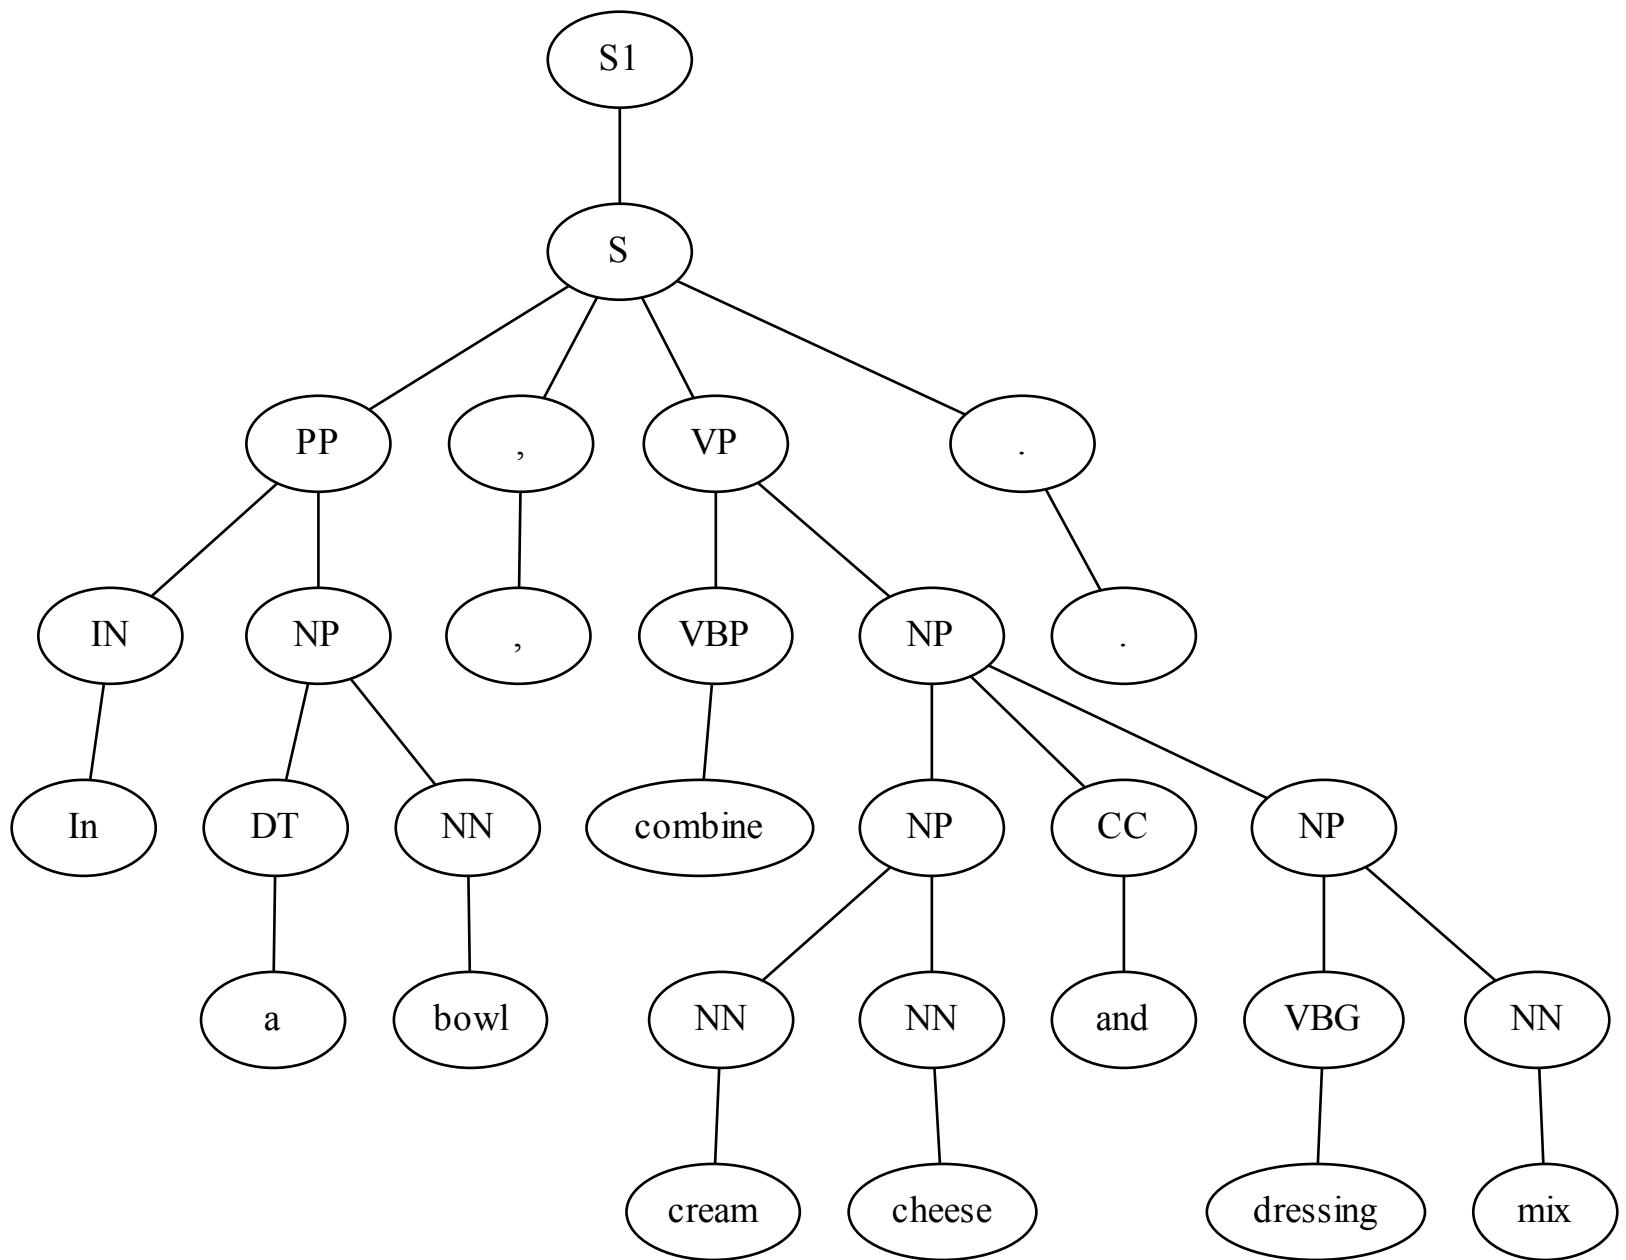 S1
S
PP , VP .
IN NP , VBP NP .
In DT NN combine NP CC NP
a bowl NN NN and VBG NN
cream cheese dressing mix